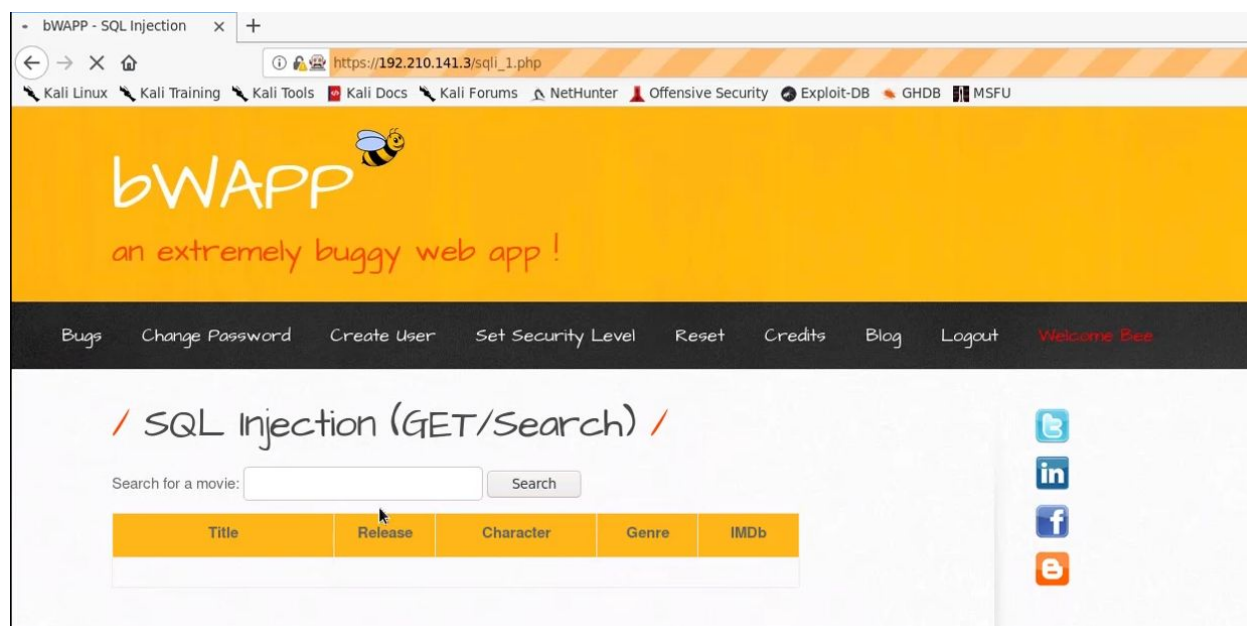 bWAPP - SQL Injection
https://192.210.141.3/sqli_1.php
Kali Linux Kali Training Kali Tools Kali Docs Kali Forums NetHunter Offensive Security Exploit-DB GHDB MSFU
bWAPP
an extremely buggy web app !
Bugs Change Password Create User Set Security Level Reset Credits Blog Logout Welcome Bee
/ SQL Injection (GET/Search) /
Search for a movie: Search
Title Release Character Genre IMDb